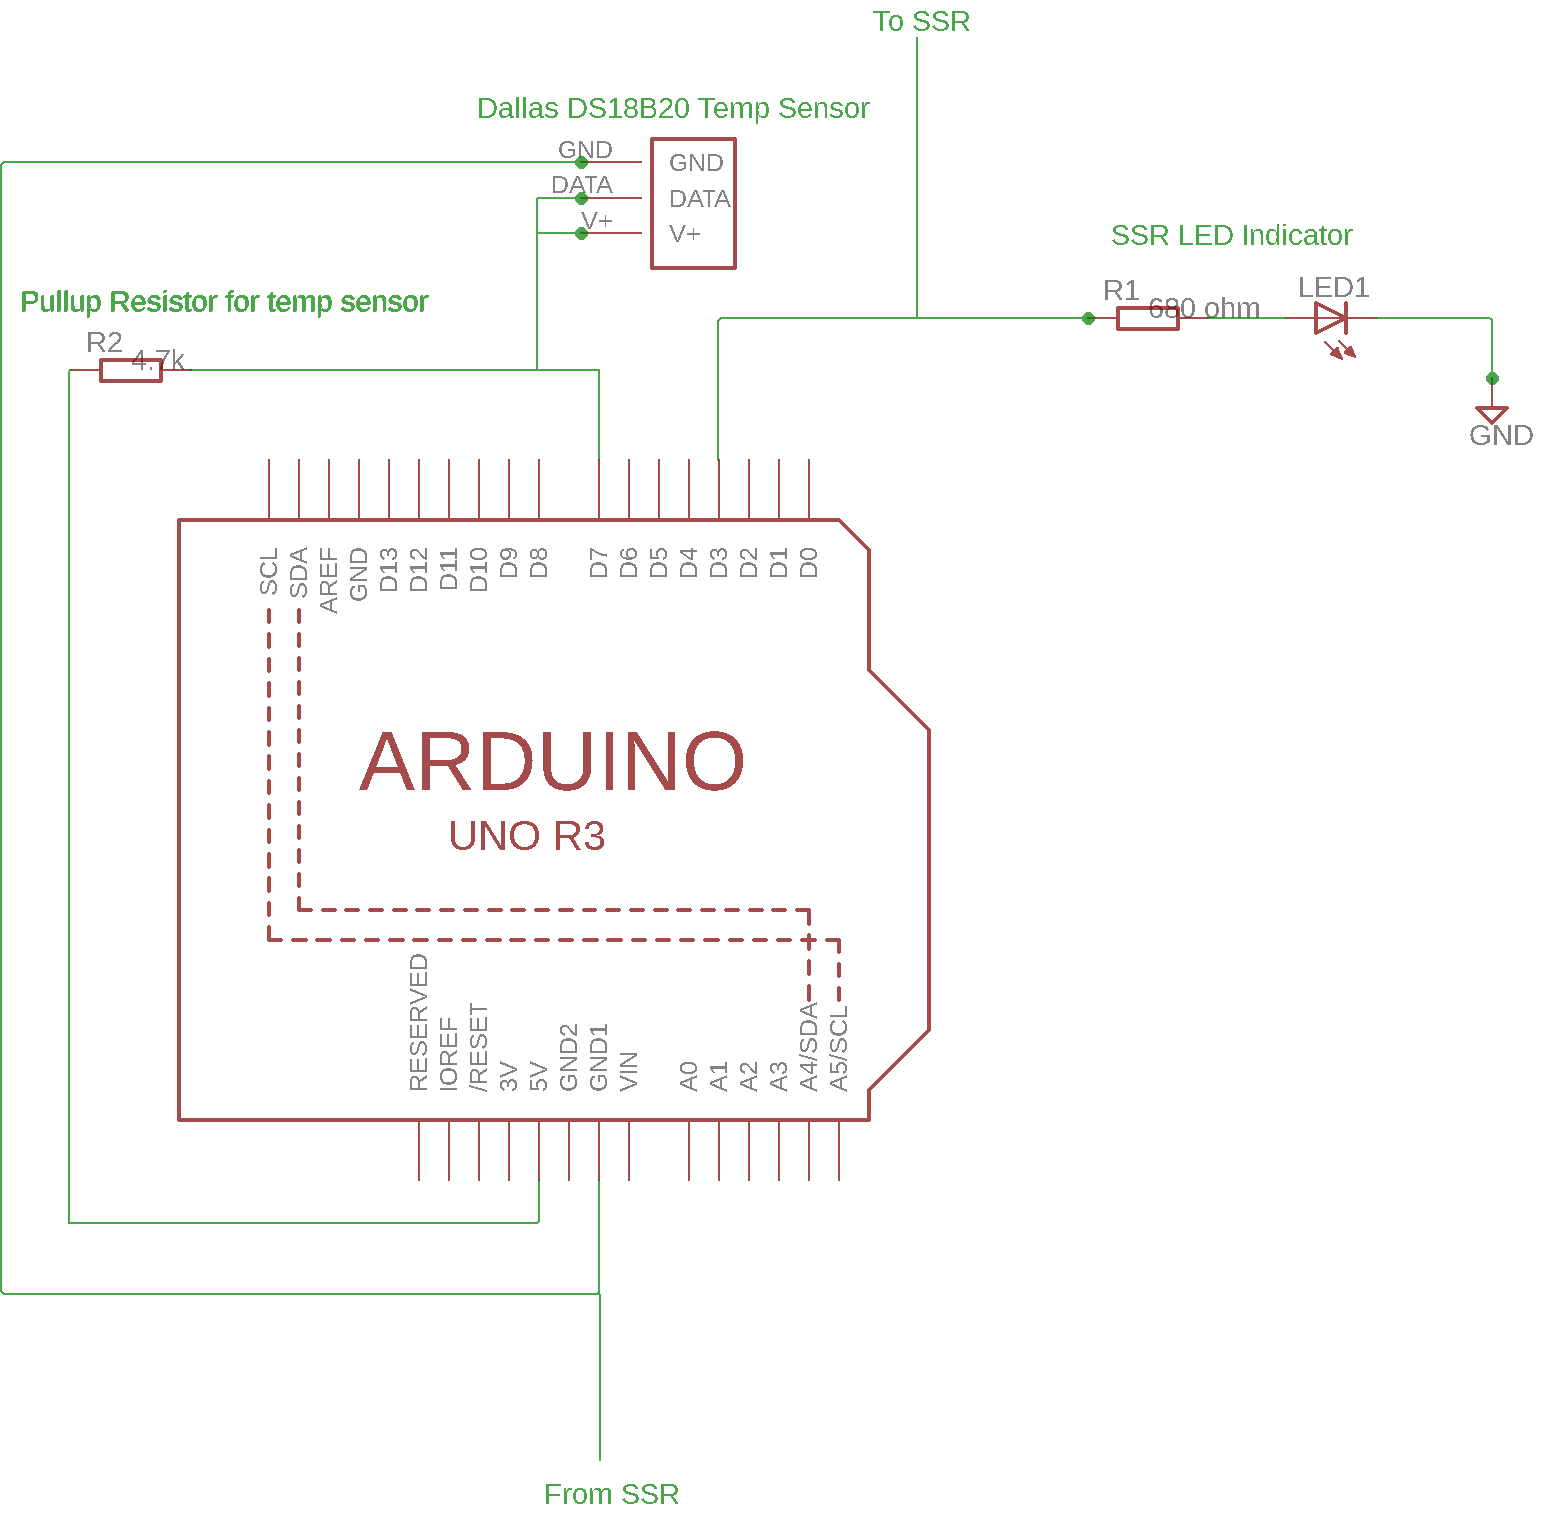 To SSR
Dallas DS18B20 Temp Sensor
GND
GND
DATA
DATA
V+
V+
SSR LED Indicator
R1
680 ohm
LED1
GND
Pullup Resistor for temp sensor
R2
4.7k
SCL
SDA
AREF
GND
D13
D12
D11
D10
D9
D8
D7
D6
D5
D4
D3
D2
D1
D0
ARDUINO
UNO R3
RESERVED
IOREF
/RESET
3V
5V
GND2
GND1
VIN
A0
A1
A2
A3
A4/SDA
A5/SCL
From SSR